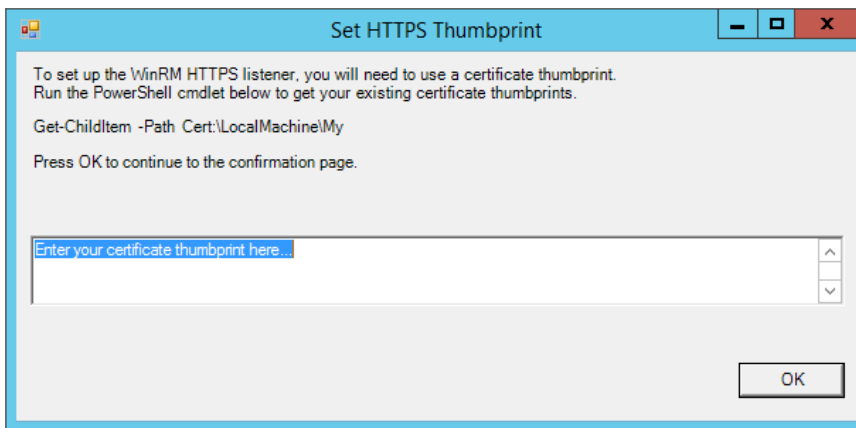 Set HTTPS Thumbprint
To set up the WinRM HTTPS listener, you will need to use a certificate thumbprint.
Run the PowerShell cmdlet below to get your existing certificate thumbprints.
Get-ChildItem -Path Cert:\LocalMachine\My
Press OK to continue to the confirmation page.
Enter your certificate thumbprint here...
OK